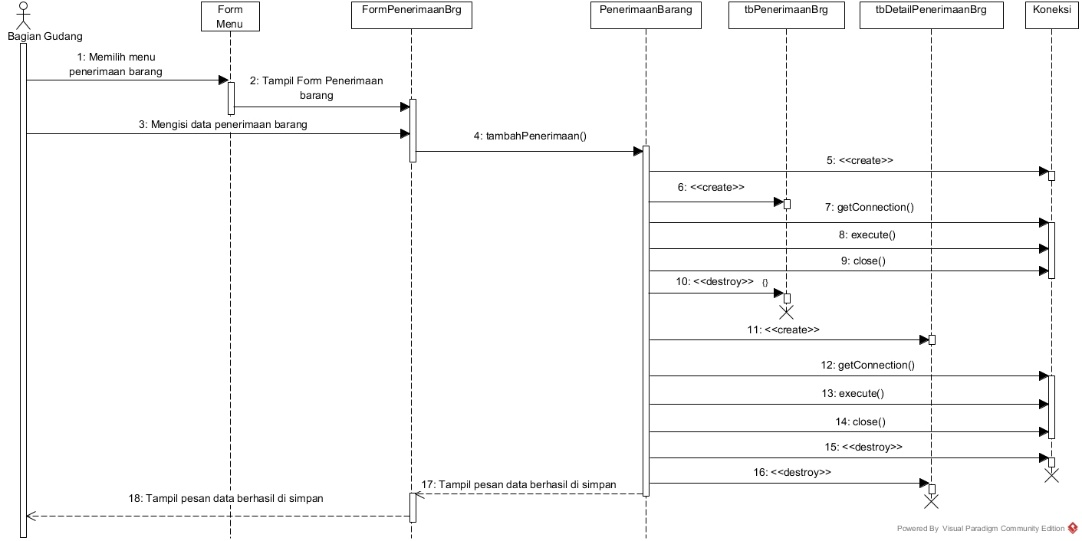 Form
Menu
FormPenerimaanBrg
PenerimaanBarang
tbPenerimaanBrg
tbDetailPenerimaanBrg
Koneksi
Bagian Gudang
1: Memilih menu
penerimaan barang
2: Tampil Form Penerimaan
barang
3: Mengisi data penerimaan barang
4: tambahPenerimaan()
5: <<create>>
6: <<create>>
7: getConnection()
8: execute()
9: close()
10: <<destroy>> {}
11: <<create>>
12: getConnection()
13: execute()
14: close()
15: <<destroy>>
16: <<destroy>>
17: Tampil pesan data berhasil di simpan
18: Tampil pesan data berhasil di simpan
Powered By Visual Paradigm Community Edition